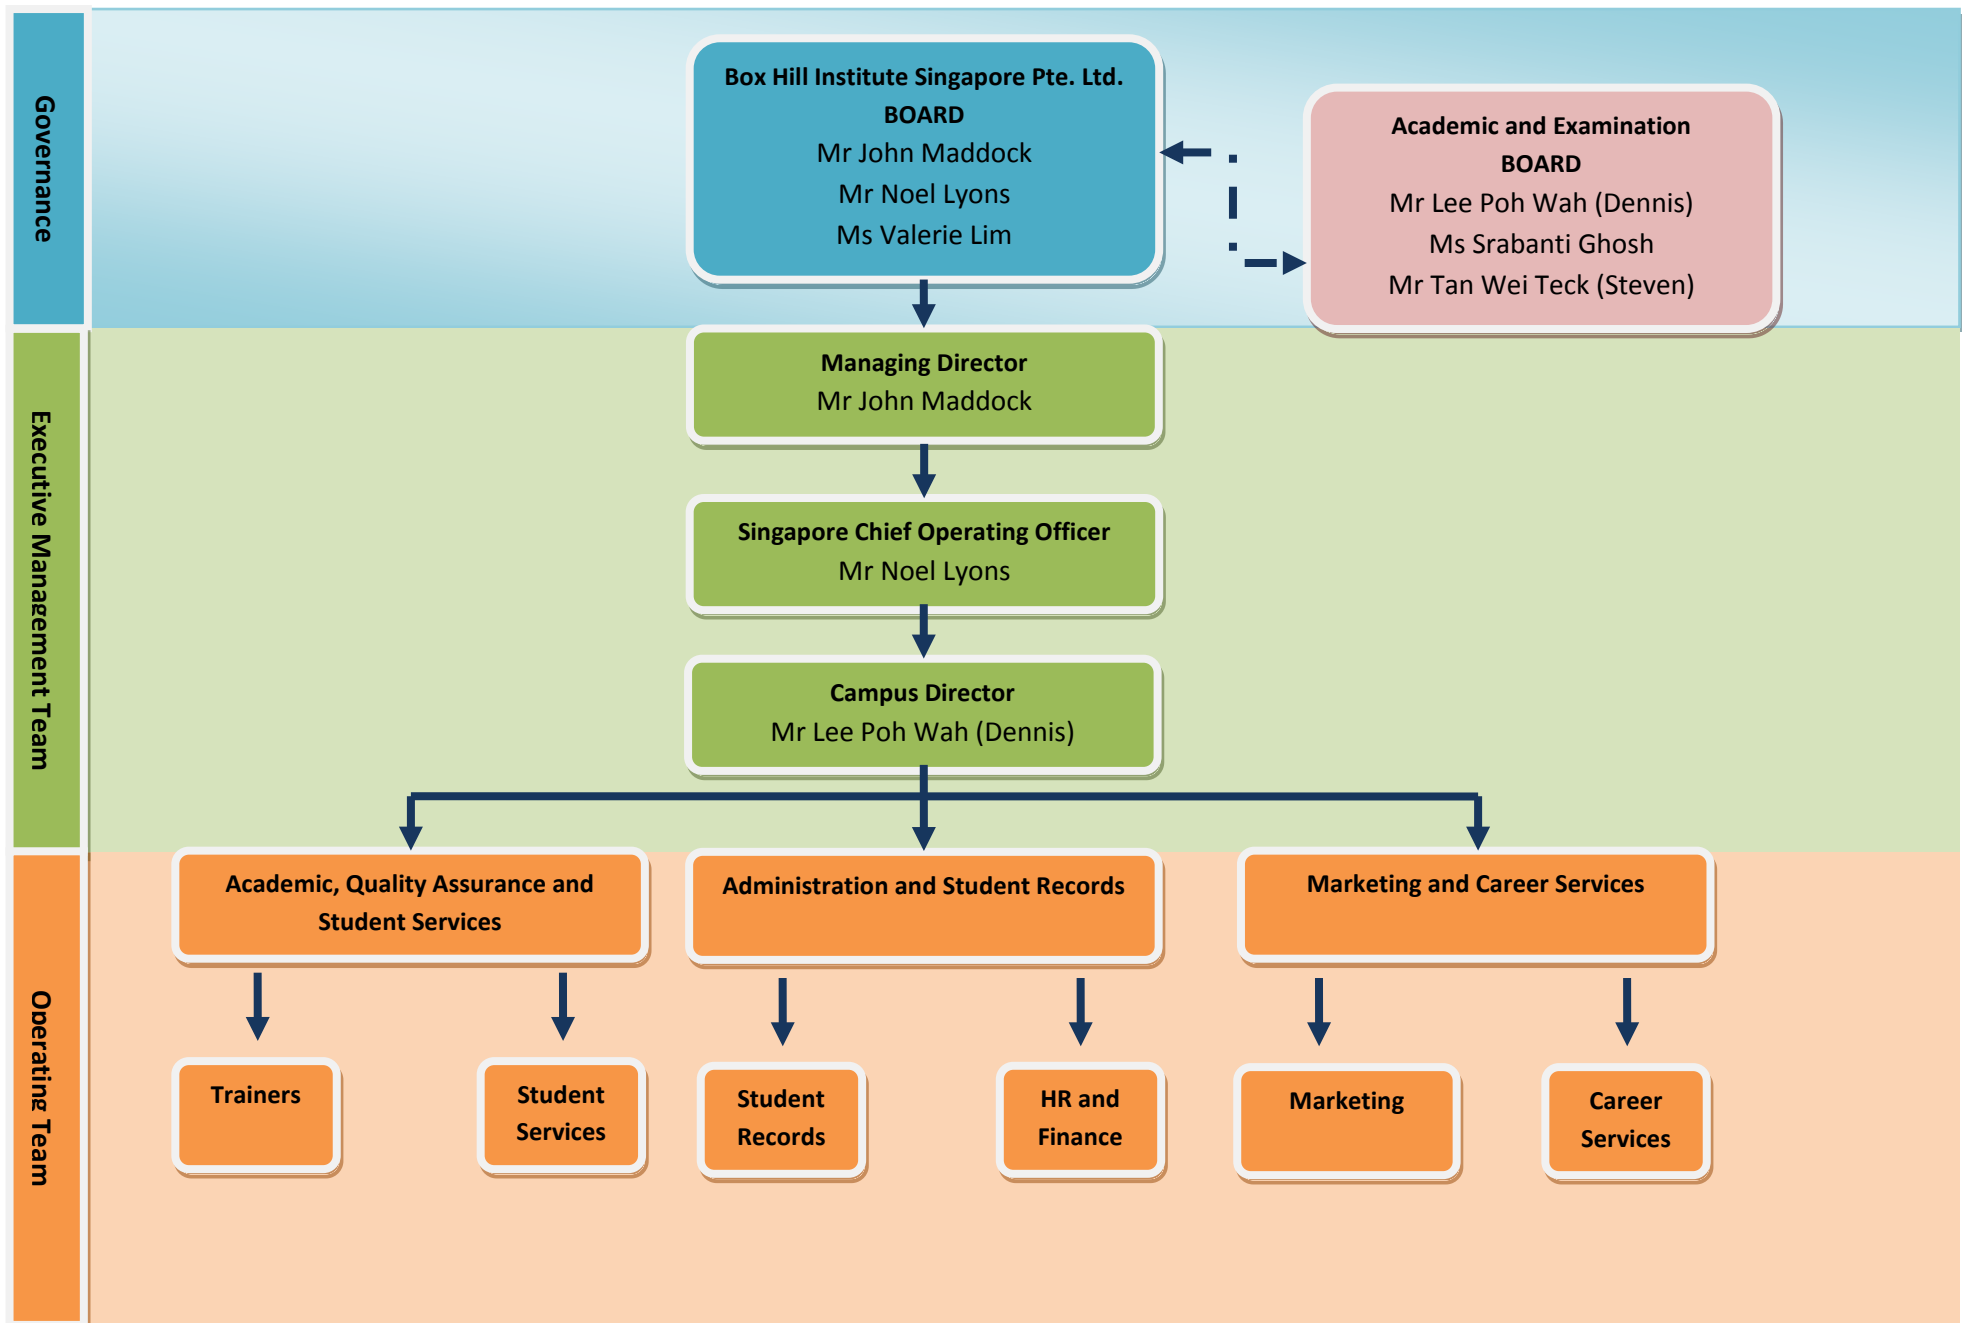 Governance
Box Hill Institute Singapore Pte. Ltd.
BOARD
Mr John Maddock
Mr Noel Lyons
Ms Valerie Lim
Academic and Examination
BOARD
Mr Lee Poh Wah (Dennis)
Ms Srabanti Ghosh
Mr Tan Wei Teck (Steven)
Executive Management Team
Managing Director
Mr John Maddock
Singapore Chief Operating Officer
Mr Noel Lyons
Campus Director
Mr Lee Poh Wah (Dennis)
Operating Team
Academic, Quality Assurance and
Student Services
Administration and Student Records
Marketing and Career Services
Trainers
Student
Services
Student
Records
HR and
Finance
Marketing
Career
Services